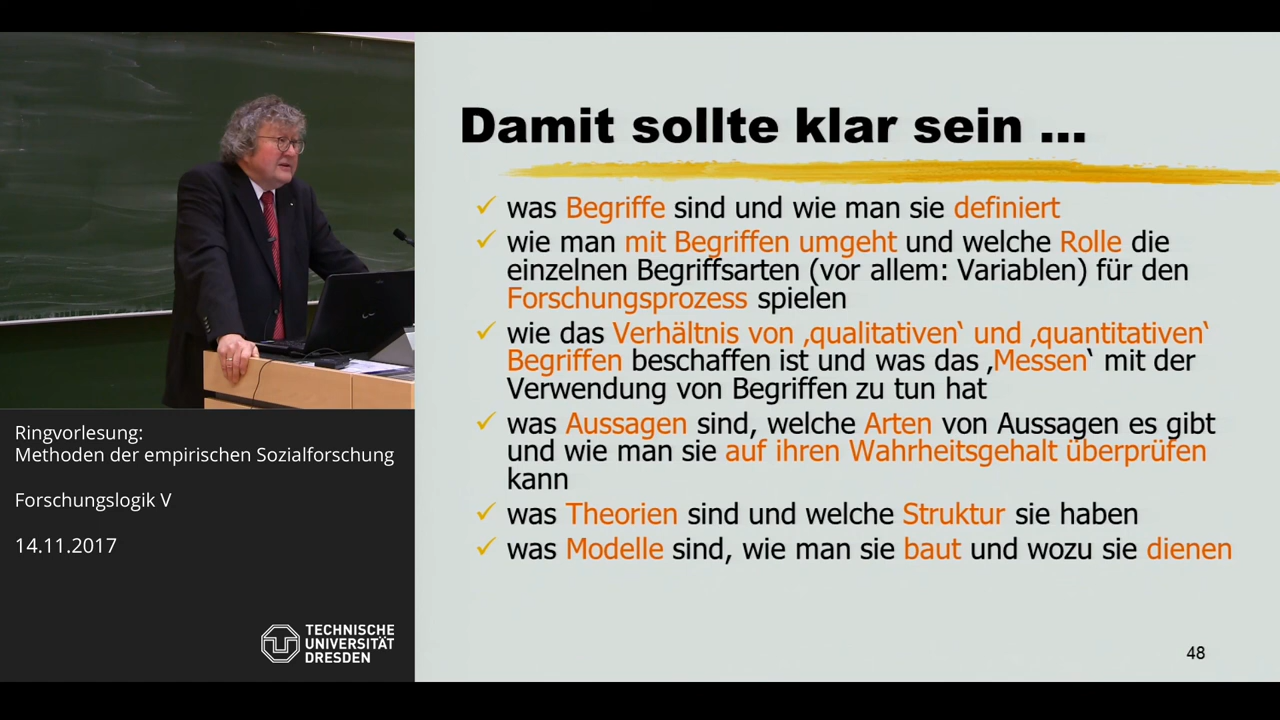 Damit sollte klar sein ...
✓ was Begriffe sind und wie man sie definiert
✓ wie man mit Begriffen umgeht und welche Rolle die
einzelnen Begriffsarten (vor allem: Variablen) für den
Forschungsprozess spielen
✓ wie das Verhältnis von ‚qualitativen‘ und ‚quantitativen‘
Begriffen beschaffen ist und was das ‚Messen‘ mit der
Verwendung von Begriffen zu tun hat
✓ was Aussagen sind, welche Arten von Aussagen es gibt
und wie man sie auf ihren Wahrheitsgehalt überprüfen
kann
✓ was Theorien sind und welche Struktur sie haben
✓ was Modelle sind, wie man sie baut und wozu sie dienen
48
Ringvorlesung:
Methoden der empirischen Sozialforschung
Forschungslogik V
14.11.2017
TECHNISCHE
UNIVERSITÄT
DRESDEN